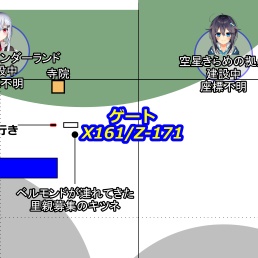 ンダーランド
設中
不明
寺院
空星きらめの拠
建設中
座標不明
ゲート
X161/Z-171
行き
ベルモンドが連れてきた
里親募集のキツネ